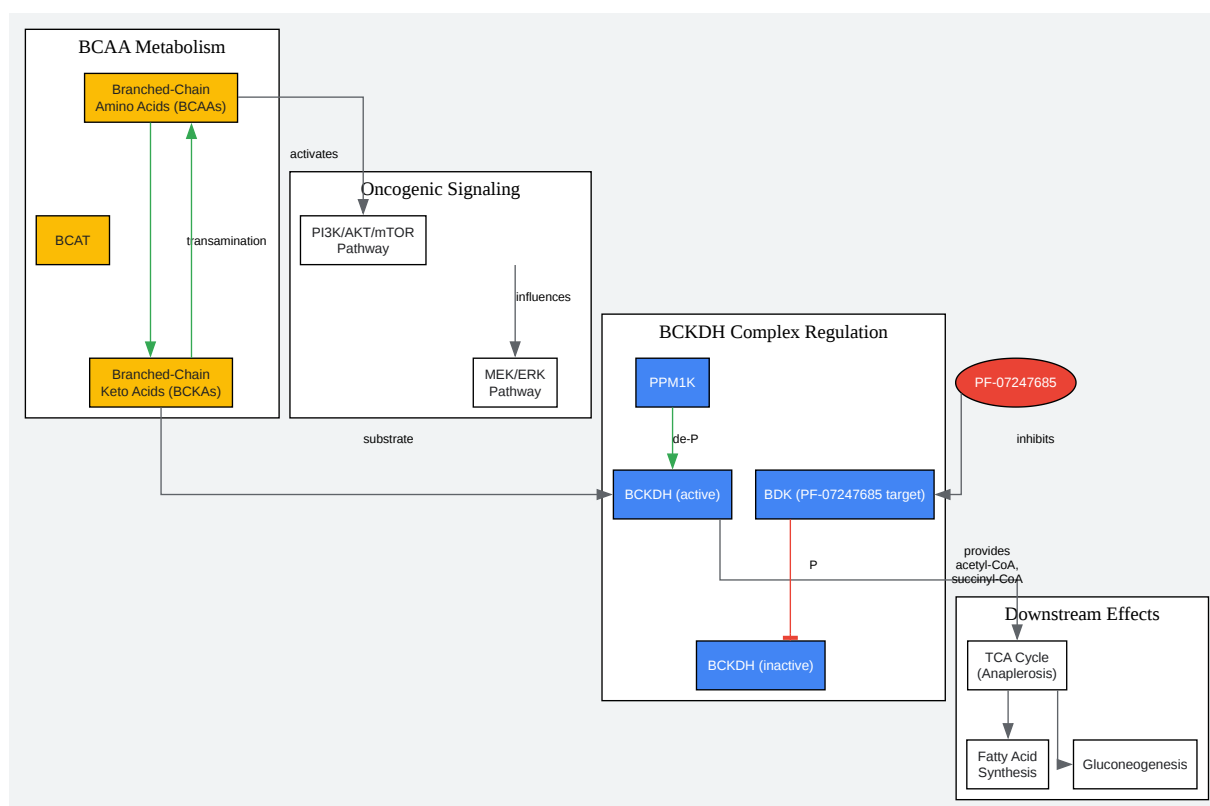 BCAA Metabolism
Branched-Chain
Amino Acids (BCAAs)
activates
Oncogenic Signaling
BCAT
transamination
PI3K/AKT/mTOR
Pathway
influences
Branched-Chain
Keto Acids (BCKAs)
MEK/ERK
Pathway
substrate
BCKDH Complex Regulation
PPM1K
PF-07247685
de-P
inhibits
BCKDH (active)
BDK (PF-07247685 target)
P
provides
acetyl-CoA,
succinyl-CoA
BCKDH (inactive)
Downstream Effects
TCA Cycle
(Anaplerosis)
Fatty Acid
Synthesis
Gluconeogenesis